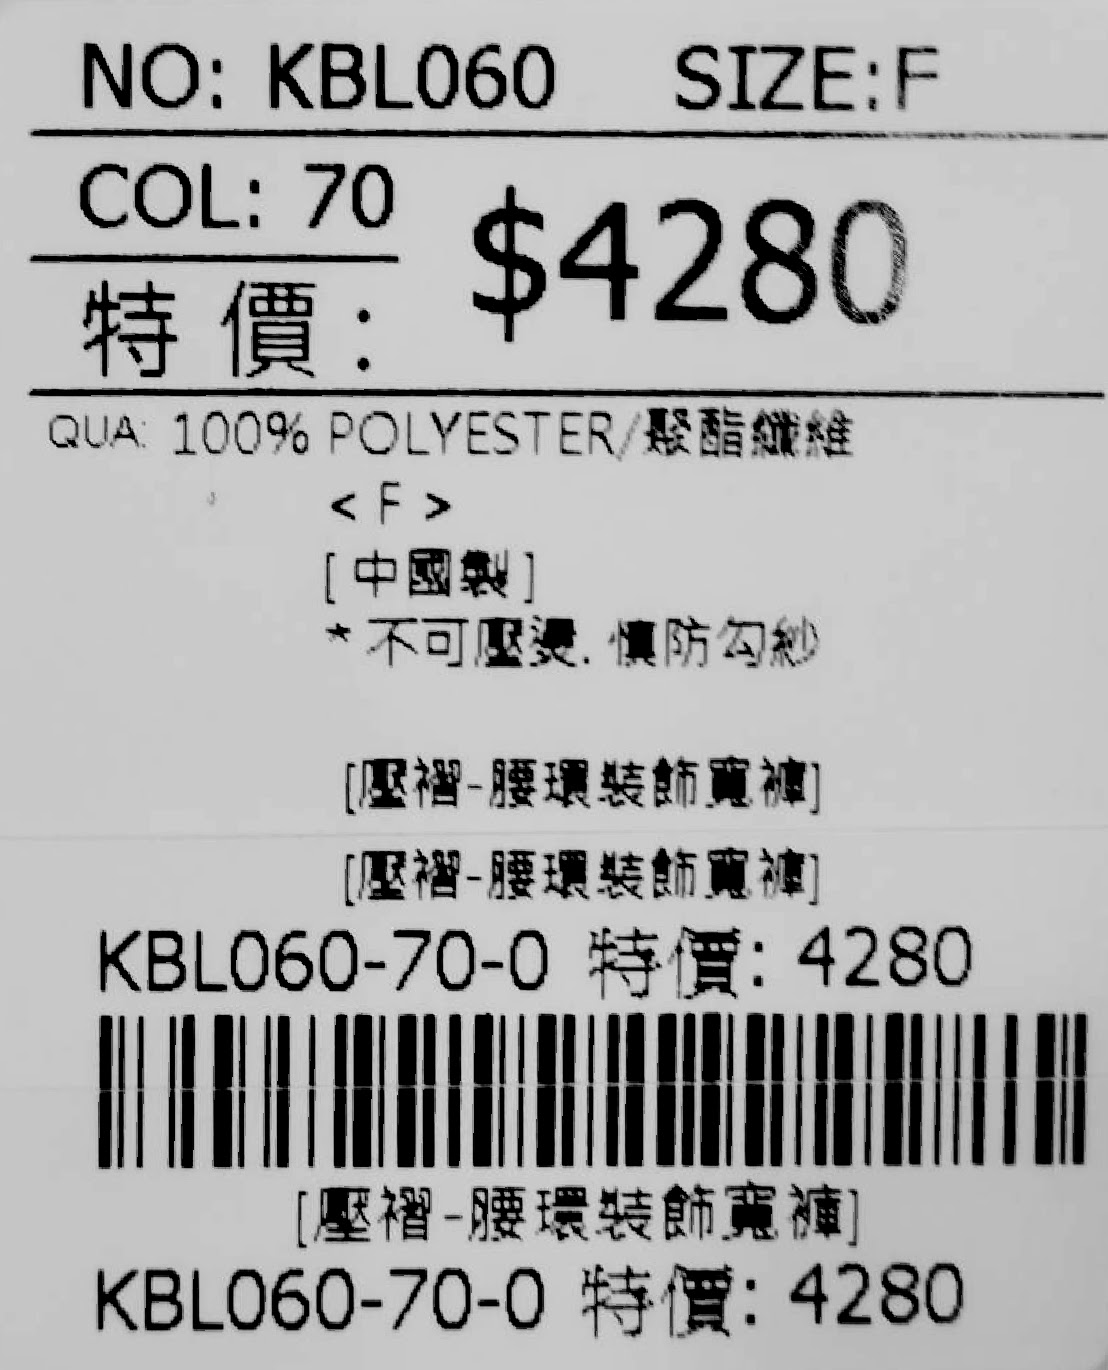 NO: KBL060 SIZE:F
COL: 70
$4280
特價:
QUA: 100% POLYESTER/聚酯纖維
< F >
[中國製]
*不可壓燙.慎防勾紗
[壓褶-腰環裝飾寬褲]
[壓褶-腰環裝飾寬褲]
KBL060-70-0 特價: 4280
[壓褶-腰環裝飾寬褲]
KBL060-70-0 特價: 4280